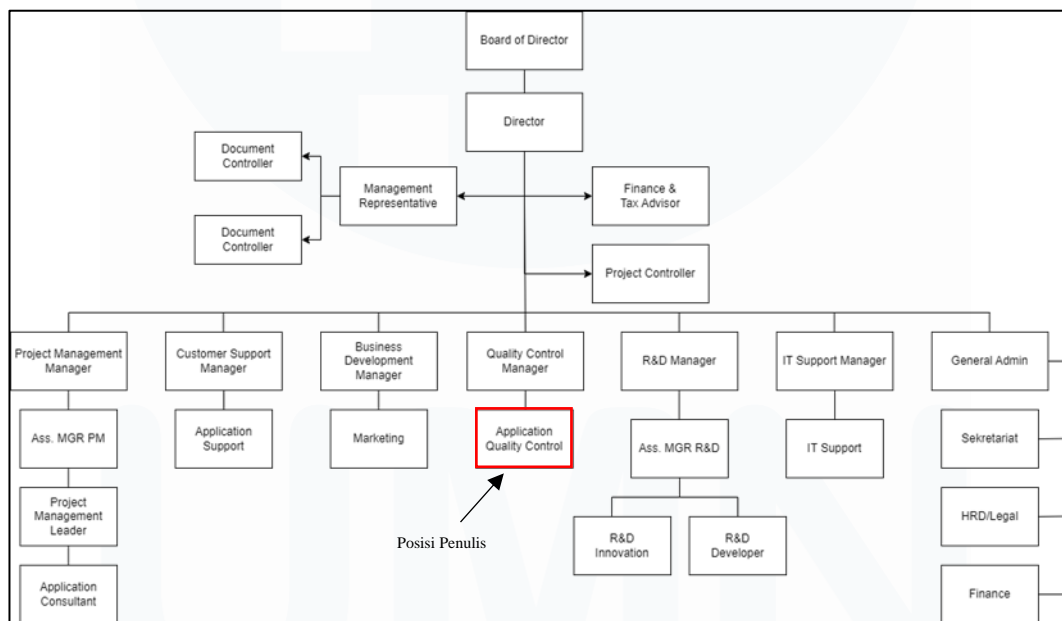 Board of Director
Director
Document
Controller
Management
Representative
Finance &
Tax Advisor
Document
Controller
Project Controller
Project Management
Manager
Customer Support
Manager
Business
Development
Manager
Quality Control
Manager
R&D Manager
IT Support Manager
General Admin
Ass. MGR PM
Application
Support
Marketing
Application
Quality Control
Ass. MGR R&D
IT Support
Sekretariat
Project
Management
Leader
Posisi Penulis
R&D
Innovation
R&D
Developer
HRD/Legal
Application
Consultant
Finance
UMN